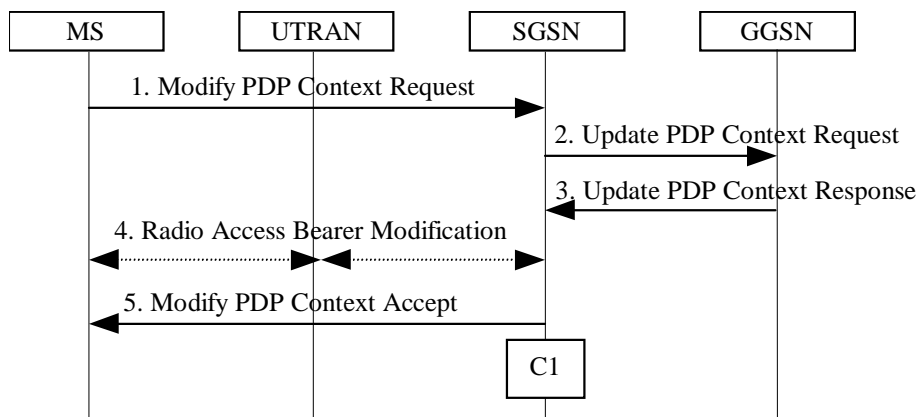 MS UTRAN SGSN GGSN
1. Modify PDP Context Request
2. Update PDP Context Request
3. Update PDP Context Response
4. Radio Access Bearer Modification
5. Modify PDP Context Accept
C1